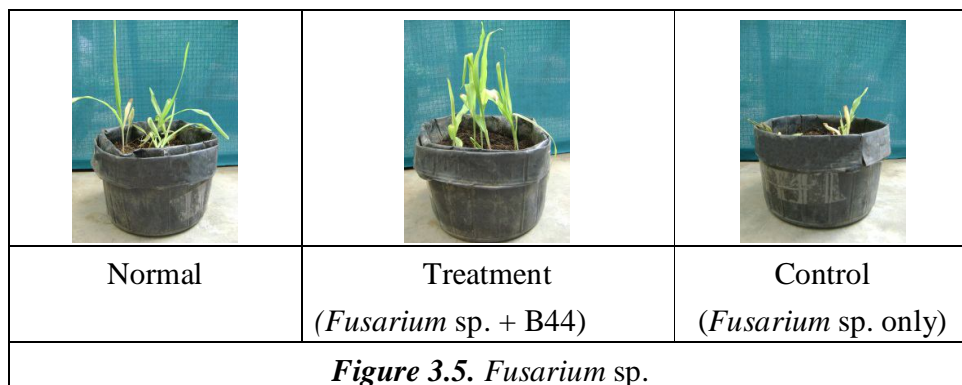 Normal
Treatment
(Fusarium sp. + B44)
Control
(Fusarium sp. only)
Figure 3.5. Fusarium sp.